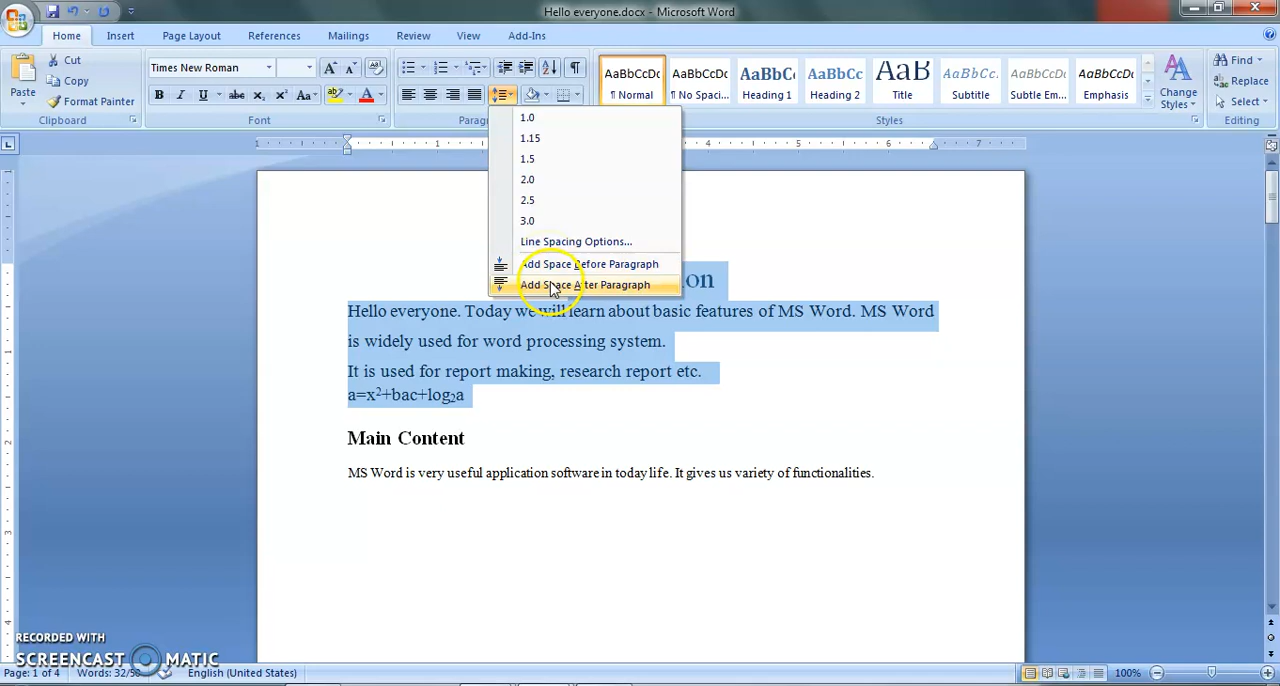 Hello everyone.docx - Microsoft Word
Home Insert Page Layout References Mailings Review View Add-Ins
Paste
Cut
Copy
Format Painter
Clipboard
Times New Roman
Font
AaBbCcDc AaBbCcDc AaBbC AaBbCc AaB AaBbCcL AaBbCcDc AaBbCcDc
¶ Normal ¶ No Spaci... Heading 1 Heading 2 Title Subtitle Subtle Em... Emphasis
Change
Styles
Styles
Find
Replace
Select
Editing
1.0
1.15
1.5
2.0
2.5
3.0
Line Spacing Options...
Add Space Before Paragraph
Add Space After Paragraph
Hello everyone. Today we will learn about basic features of MS Word. MS Word
is widely used for word processing system.
It is used for report making, research report etc.
a=x²+bac+log₂a
Main Content
MS Word is very useful application software in today life. It gives us variety of functionalities.
RECORDED WITH
SCREENCAST MATIC
Page: 1 of 4 English (United States) 100%